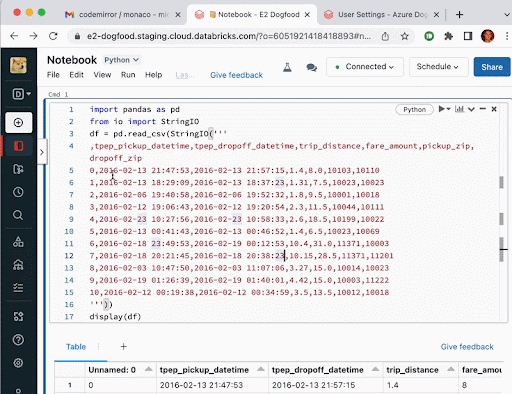 codemirror / monaco - mic
Notebook - E2 Dogfood
User Settings - Azure Dog
e2-dogfood.staging.cloud.databricks.com/?o=6051921418418893#n
Notebook Python
Connected Schedule Share
File Edit View Run Help Las... Give feedback
D
Cmd 1
Python
1 import pandas as pd
2 from io import StringIO
3 df = pd.read_csv(StringIO('''
4 ,tpep_pickup_datetime,tpep_dropoff_datetime,trip_distance,fare_amount,pickup_zip,
dropoff_zip
5 0,2016-02-13 21:47:53,2016-02-13 21:57:15,1.4,8.0,10103,10110
6 1,2016-02-13 18:29:09,2016-02-13 18:37:23,1.31,7.5,10023,10023
7 2,2016-02-06 19:40:58,2016-02-06 19:52:32,1.8,9.5,10001,10018
8 3,2016-02-12 19:06:43,2016-02-12 19:20:54,2.3,11.5,10044,10111
9 4,2016-02-23 10:27:56,2016-02-23 10:58:33,2.6,18.5,10199,10022
10 5,2016-02-13 00:41:43,2016-02-13 00:46:52,1.4,6.5,10023,10069
11 6,2016-02-18 23:49:53,2016-02-19 00:12:53,10.4,31.0,11371,10003
12 7,2016-02-18 20:21:45,2016-02-18 20:38:23,10.15,28.5,11371,11201
13 8,2016-02-03 10:47:50,2016-02-03 11:07:06,3.27,15.0,10014,10023
14 9,2016-02-19 01:26:39,2016-02-19 01:40:01,4.42,15.0,10003,11222
15 10,2016-02-12 00:19:38,2016-02-12 00:34:59,3.5,13.5,10012,10018
16 '''))
17 display(df)
Table + Give feedback
Unnamed: 0 tpep_pickup_datetime tpep_dropoff_datetime trip_distance fare_amou
1 0 2016-02-13 21:47:53 2016-02-13 21:57:15 1.4 8